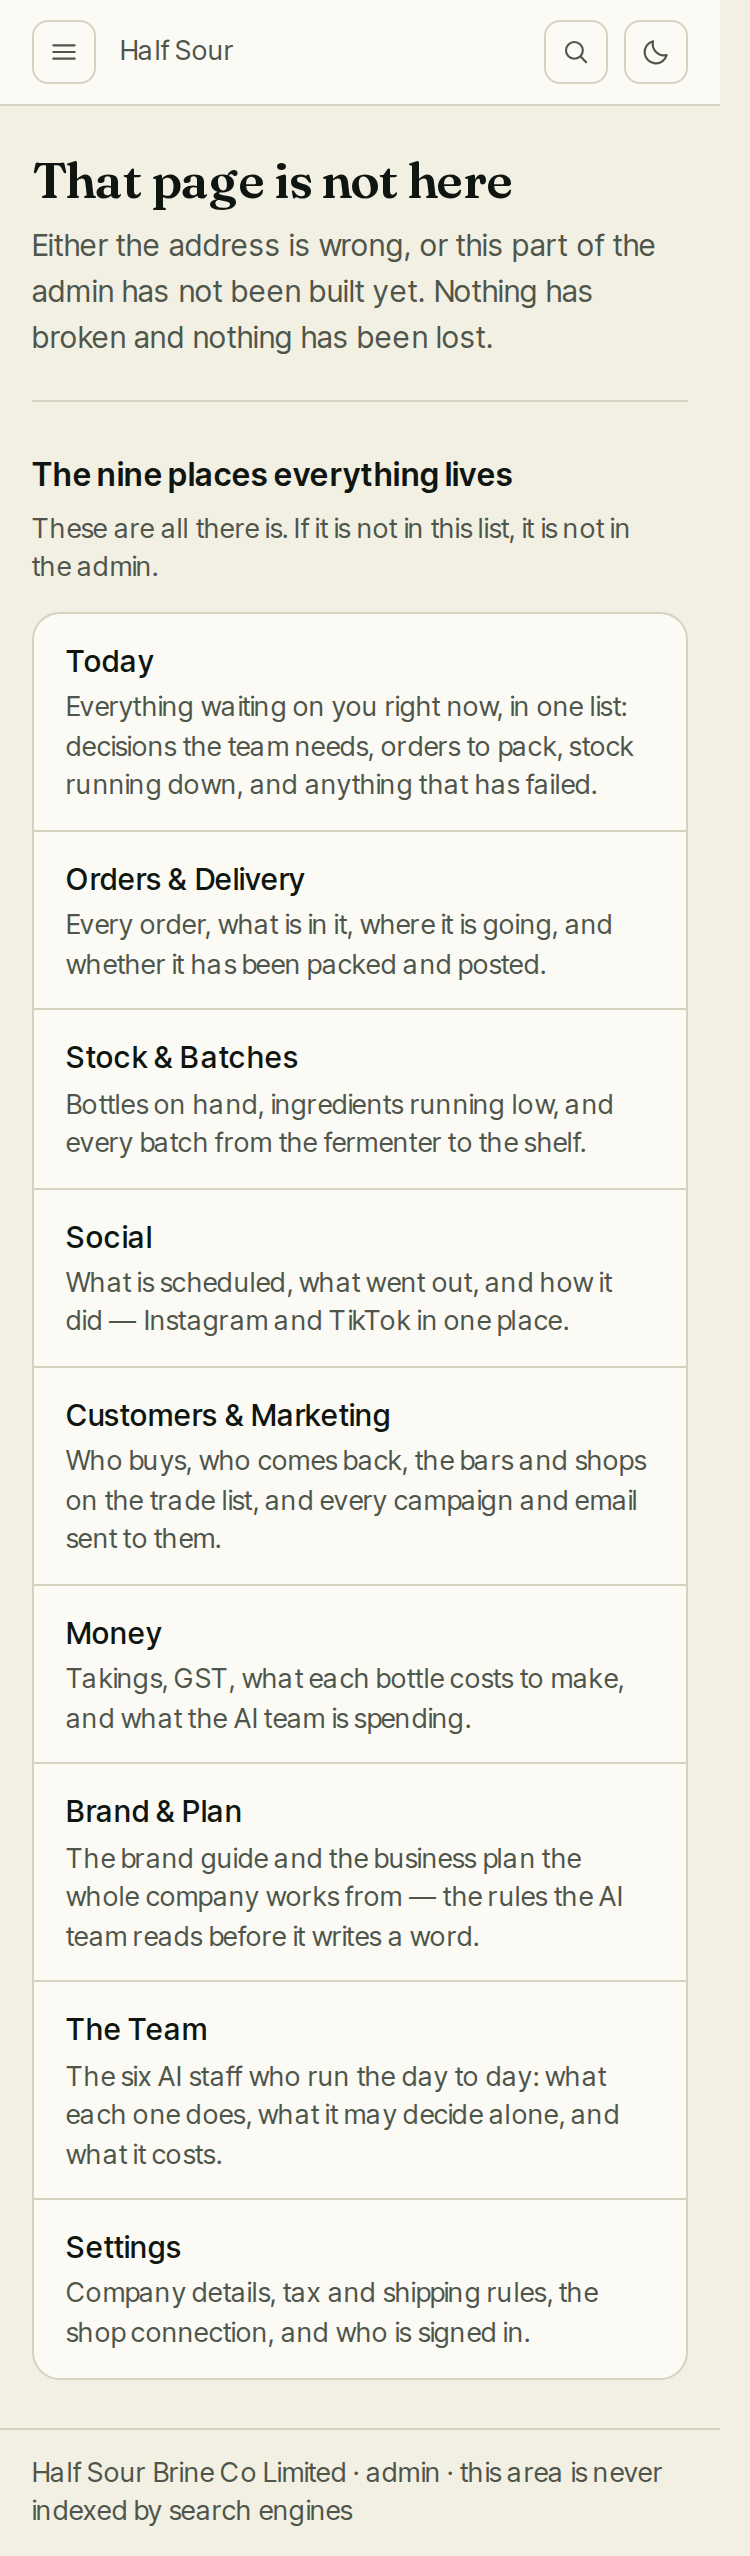 Half Sour
That page is not here
Either the address is wrong, or this part of the
admin has not been built yet. Nothing has
broken and nothing has been lost.
The nine places everything lives
These are all there is. If it is not in this list, it is not in
the admin.
Today
Everything waiting on you right now, in one list:
decisions the team needs, orders to pack, stock
running down, and anything that has failed.
Orders & Delivery
Every order, what is in it, where it is going, and
whether it has been packed and posted.
Stock & Batches
Bottles on hand, ingredients running low, and
every batch from the fermenter to the shelf.
Social
What is scheduled, what went out, and how it
did — Instagram and TikTok in one place.
Customers & Marketing
Who buys, who comes back, the bars and shops
on the trade list, and every campaign and email
sent to them.
Money
Takings, GST, what each bottle costs to make,
and what the AI team is spending.
Brand & Plan
The brand guide and the business plan the
whole company works from — the rules the AI
team reads before it writes a word.
The Team
The six AI staff who run the day to day: what
each one does, what it may decide alone, and
what it costs.
Settings
Company details, tax and shipping rules, the
shop connection, and who is signed in.
Half Sour Brine Co Limited · admin · this area is never
indexed by search engines